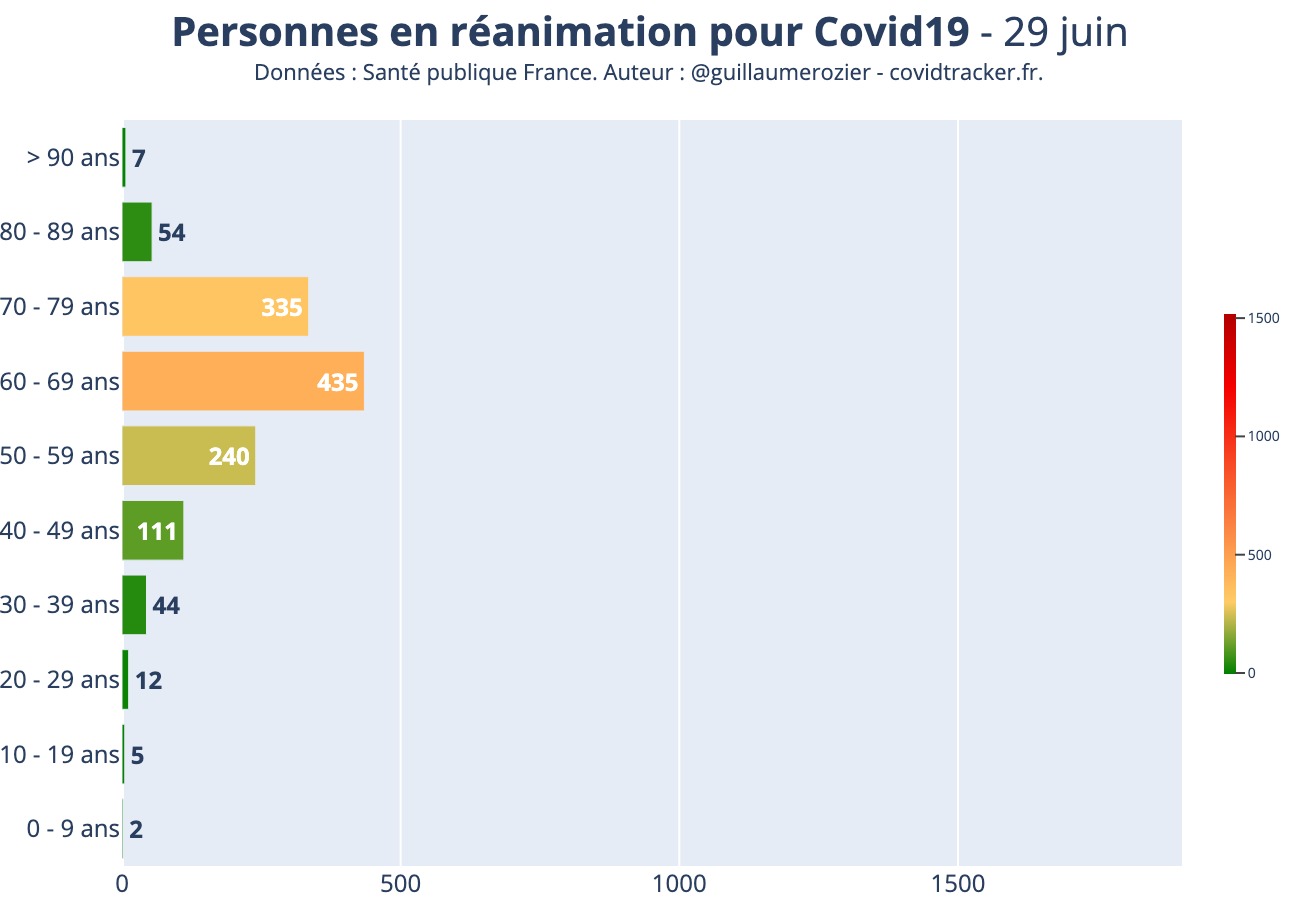 Personnes en réanimation pour Covid19 - 29 juin
Données : Santé publique France. Auteur : @guillaumerozier - covidtracker.fr.
> 90 ans 7
80 - 89 ans 54
70 - 79 ans 335
60 - 69 ans 435
50 - 59 ans 240
40 - 49 ans 111
30 - 39 ans 44
20 - 29 ans 12
10 - 19 ans 5
0 - 9 ans 2
0 500 1000 1500
1500
1000
500
0